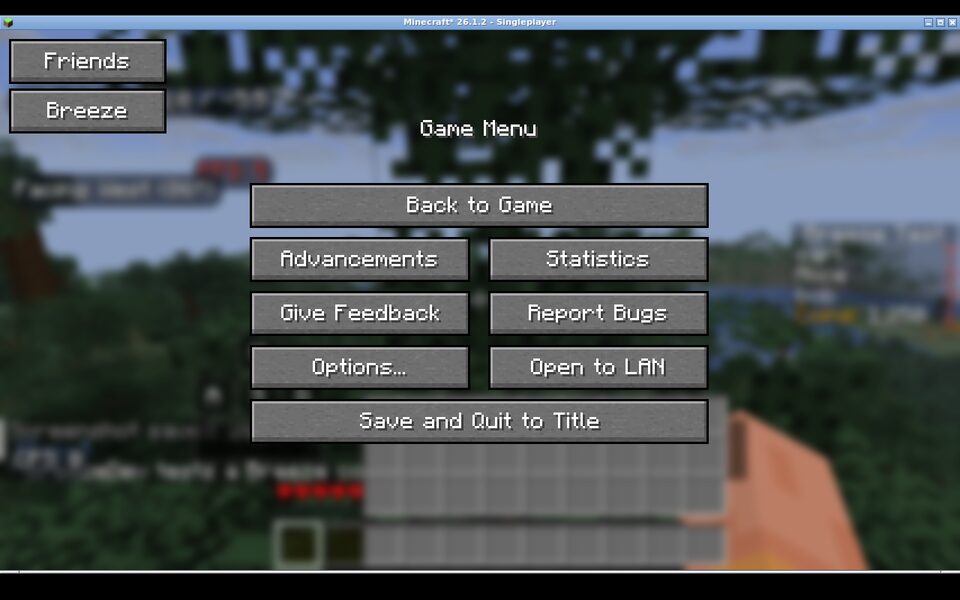 Minecraft* 26.1.2 - Singleplayer
Friends
Breeze
Game Menu
Back to Game
Advancements
Statistics
Give Feedback
Report Bugs
Options...
Open to LAN
Save and Quit to Title